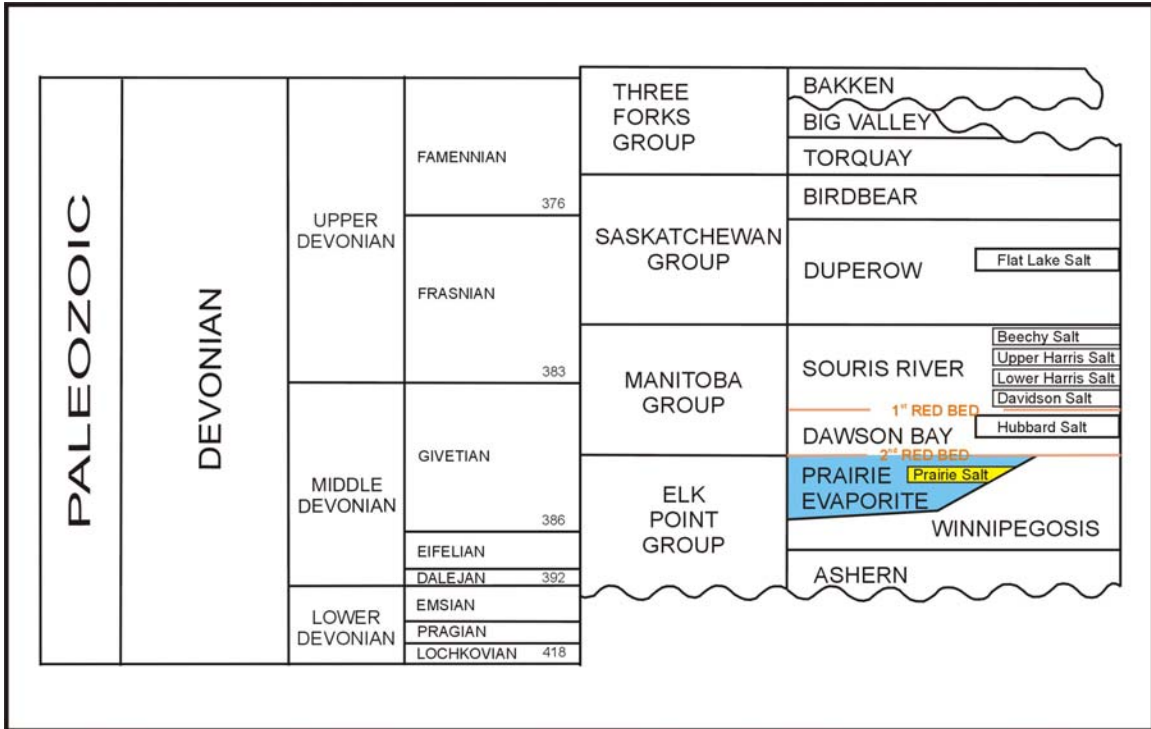 PALEOZOIC
DEVONIAN
UPPER
DEVONIAN
MIDDLE
DEVONIAN
LOWER
DEVONIAN
FAMENNIAN
376
FRASNIAN
383
GIVETIAN
386
EIFELIAN
DALEJAN 392
EMSIAN
PRAGIAN
LOCHKOVIAN 418
THREE
FORKS
GROUP
SASKATCHEWAN
GROUP
MANITOBA
GROUP
ELK
POINT
GROUP
BAKKEN
BIG VALLEY
TORQUAY
BIRDBEAR
DUPEROW
Flat Lake Salt
SOURIS RIVER
Beechy Salt
Upper Harris Salt
Lower Harris Salt
Davidson Salt
1st RED BED
DAWSON BAY
Hubbard Salt
2nd RED BED
PRAIRIE
EVAPORITE
Prairie Salt
WINNIPEGOSIS
ASHERN